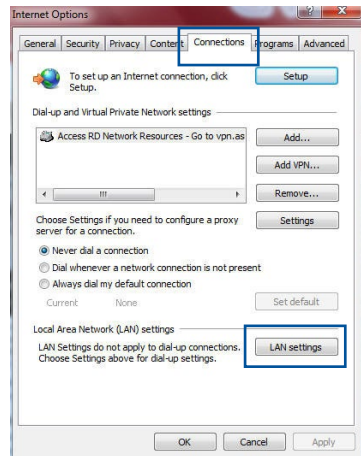 Internet Options
General Security Privacy Content Connections Programs Advanced
To set up an Internet connection, click
Setup.
Setup
Dial-up and Virtual Private Network settings
Access RD Network Resources - Go to vpn.as
Add...
Add VPN...
Remove...
Choose Settings if you need to configure a proxy
server for a connection.
Settings
Never dial a connection
Dial whenever a network connection is not present
Always dial my default connection
Current None
Set default
Local Area Network (LAN) settings
LAN Settings do not apply to dial-up connections.
Choose Settings above for dial-up settings.
LAN settings
OK Cancel Apply